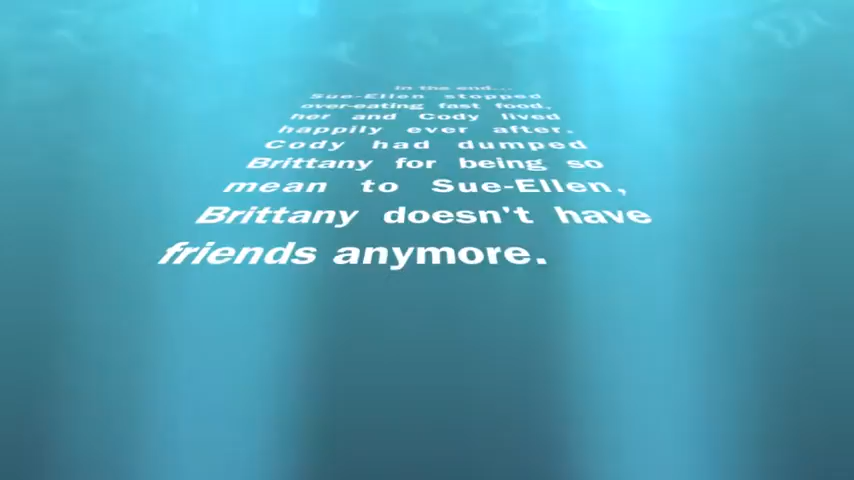 in the end...
Sue-Ellen stopped
over-eating fast food,
her and Cody lived
happily ever after.
Cody had dumped
Brittany for being so
mean to Sue-Ellen,
Brittany doesn't have
friends anymore.